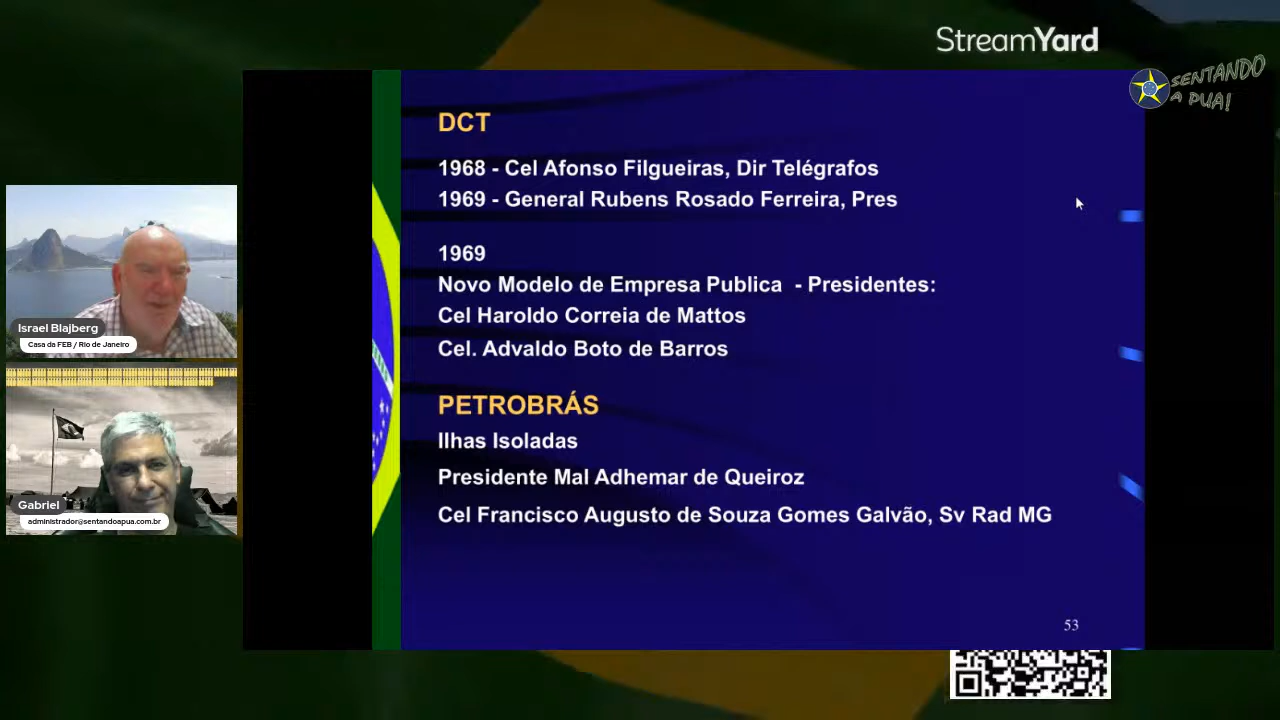 StreamYard
SENTANDO
A PUA!
DCT
1968 - Cel Afonso Filgueiras, Dir Telégrafos
1969 - General Rubens Rosado Ferreira, Pres
1969
Novo Modelo de Empresa Publica - Presidentes:
Cel Haroldo Correia de Mattos
Cel. Advaldo Boto de Barros
PETROBRÁS
Ilhas Isoladas
Presidente Mal Adhemar de Queiroz
Cel Francisco Augusto de Souza Gomes Galvão, Sv Rad MG
53
Israel Blajberg
Casa da FEB / Rio de Janeiro
Gabriel
administrador@sentandoapua.com.br